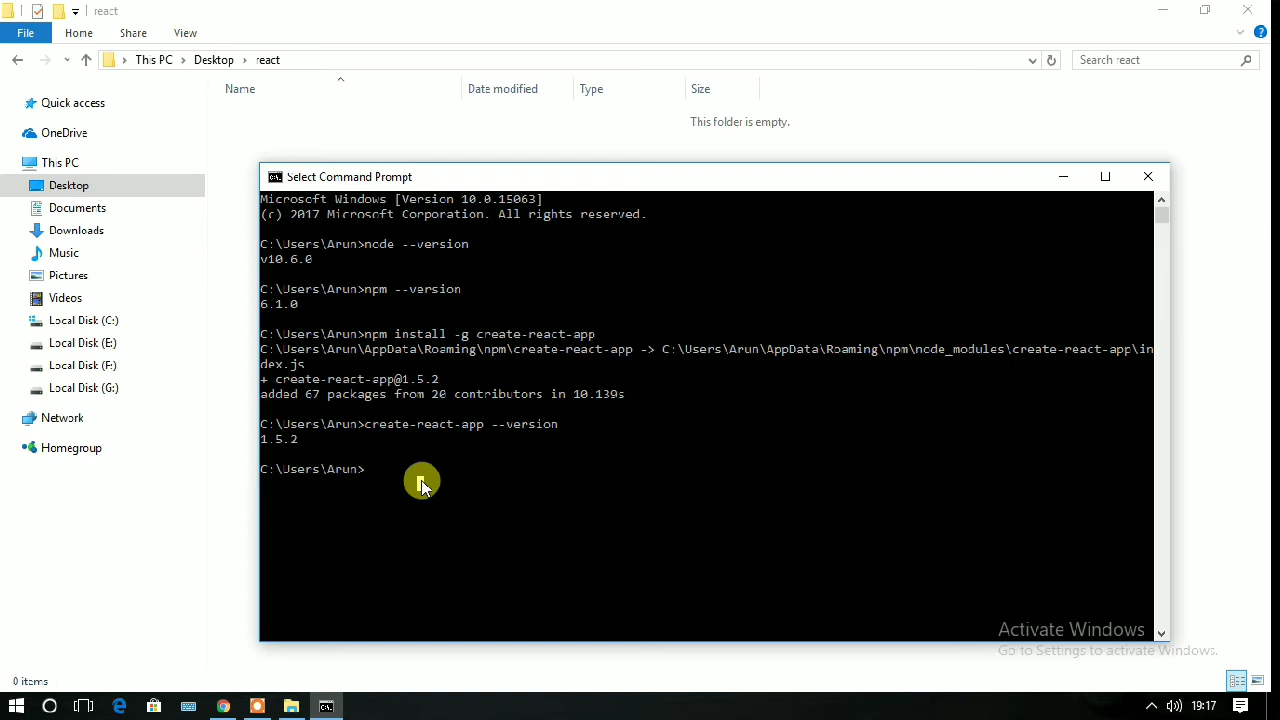 react
File Home Share View
This PC Desktop react
Search react
Name Date modified Type Size
This folder is empty.
Quick access
OneDrive
This PC
Desktop
Documents
Downloads
Music
Pictures
Videos
Local Disk (C:)
Local Disk (E:)
Local Disk (F:)
Local Disk (G:)
Network
Homegroup
Select Command Prompt
Microsoft Windows [Version 10.0.15063]
(c) 2017 Microsoft Corporation. All rights reserved.
C:\Users\Arun>node --version
v10.6.0
C:\Users\Arun>npm --version
6.1.0
C:\Users\Arun>npm install -g create-react-app
C:\Users\Arun\AppData\Roaming\npm\create-react-app -> C:\Users\Arun\AppData\Roaming\npm\node_modules\create-react-app\in
dex.js
+ create-react-app@1.5.2
added 67 packages from 20 contributors in 10.139s
C:\Users\Arun>create-react-app --version
1.5.2
C:\Users\Arun>
Activate Windows
Go to Settings to activate Windows.
0 items
19:17